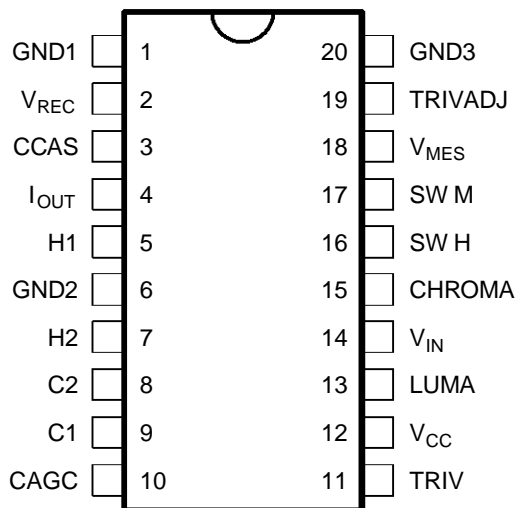 GND1 1 20 GND3
VREC 2 19 TRIVADJ
CCAS 3 18 VMES
IOUT 4 17 SW M
H1 5 16 SW H
GND2 6 15 CHROMA
H2 7 14 VIN
C2 8 13 LUMA
C1 9 12 VCC
CAGC 10 11 TRIV